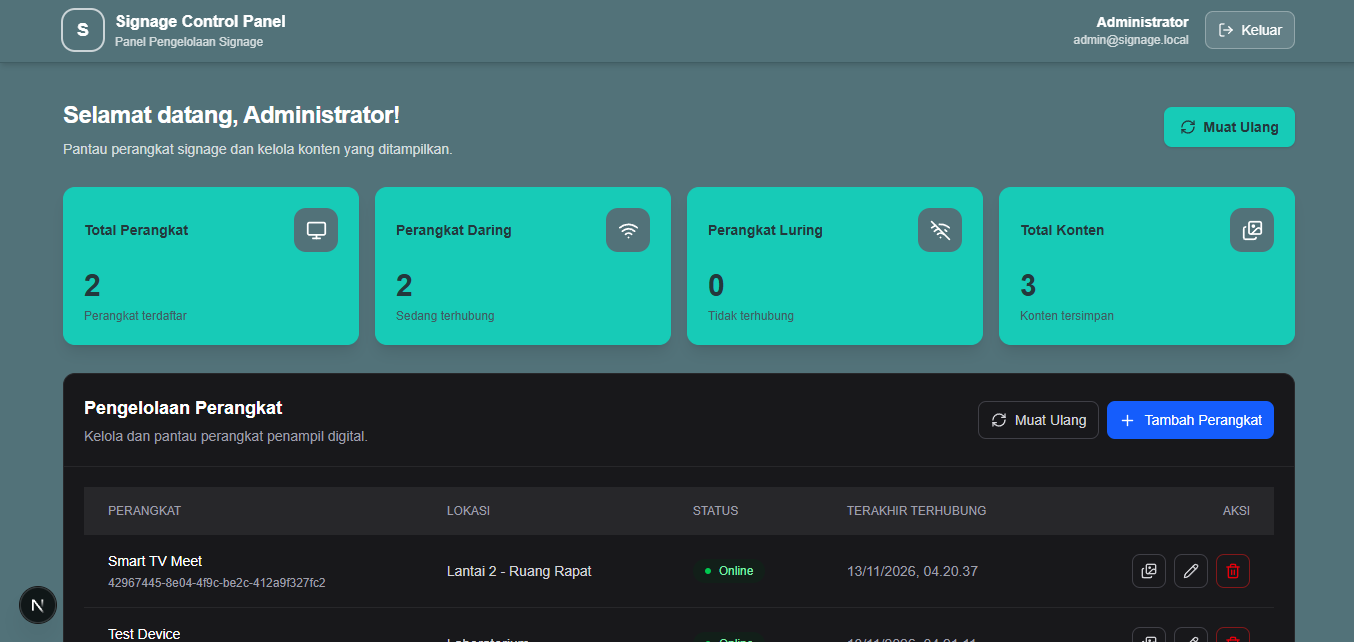 S
Signage Control Panel
Panel Pengelolaan Signage
Administrator
admin@signage.local
Keluar
Selamat datang, Administrator!
Pantau perangkat signage dan kelola konten yang ditampilkan.
Muat Ulang
Total Perangkat
2
Perangkat terdaftar
Perangkat Daring
2
Sedang terhubung
Perangkat Luring
0
Tidak terhubung
Total Konten
3
Konten tersimpan
Pengelolaan Perangkat
Kelola dan pantau perangkat penampil digital.
Muat Ulang
+ Tambah Perangkat
PERANGKAT LOKASI STATUS TERAKHIR TERHUBUNG AKSI
Smart TV Meet
42967445-8e04-4f9c-be2c-412a9f327fc2
Lantai 2 - Ruang Rapat
Online
13/11/2026, 04.20.37
N
Test Device
Laboratorium
Online